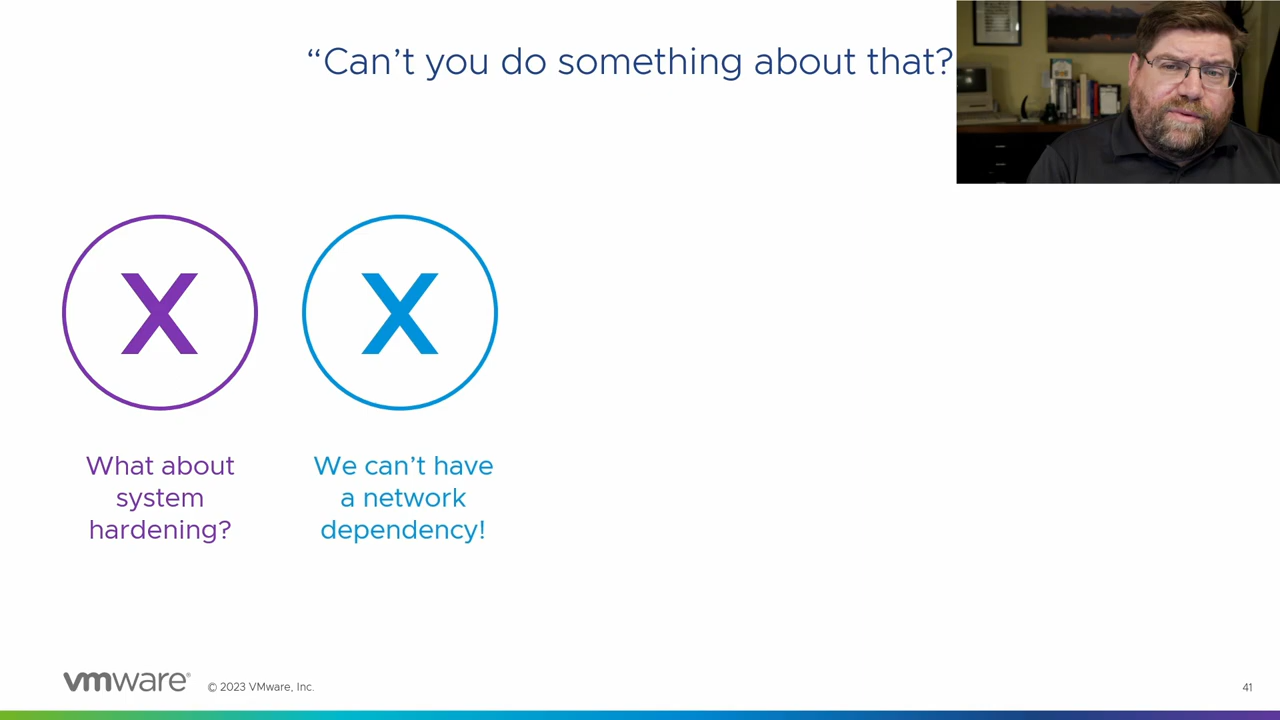 “Can’t you do something about that?
X
X
What about
system
hardening?
We can’t have
a network
dependency!
vmware®
© 2023 VMware, Inc.
41